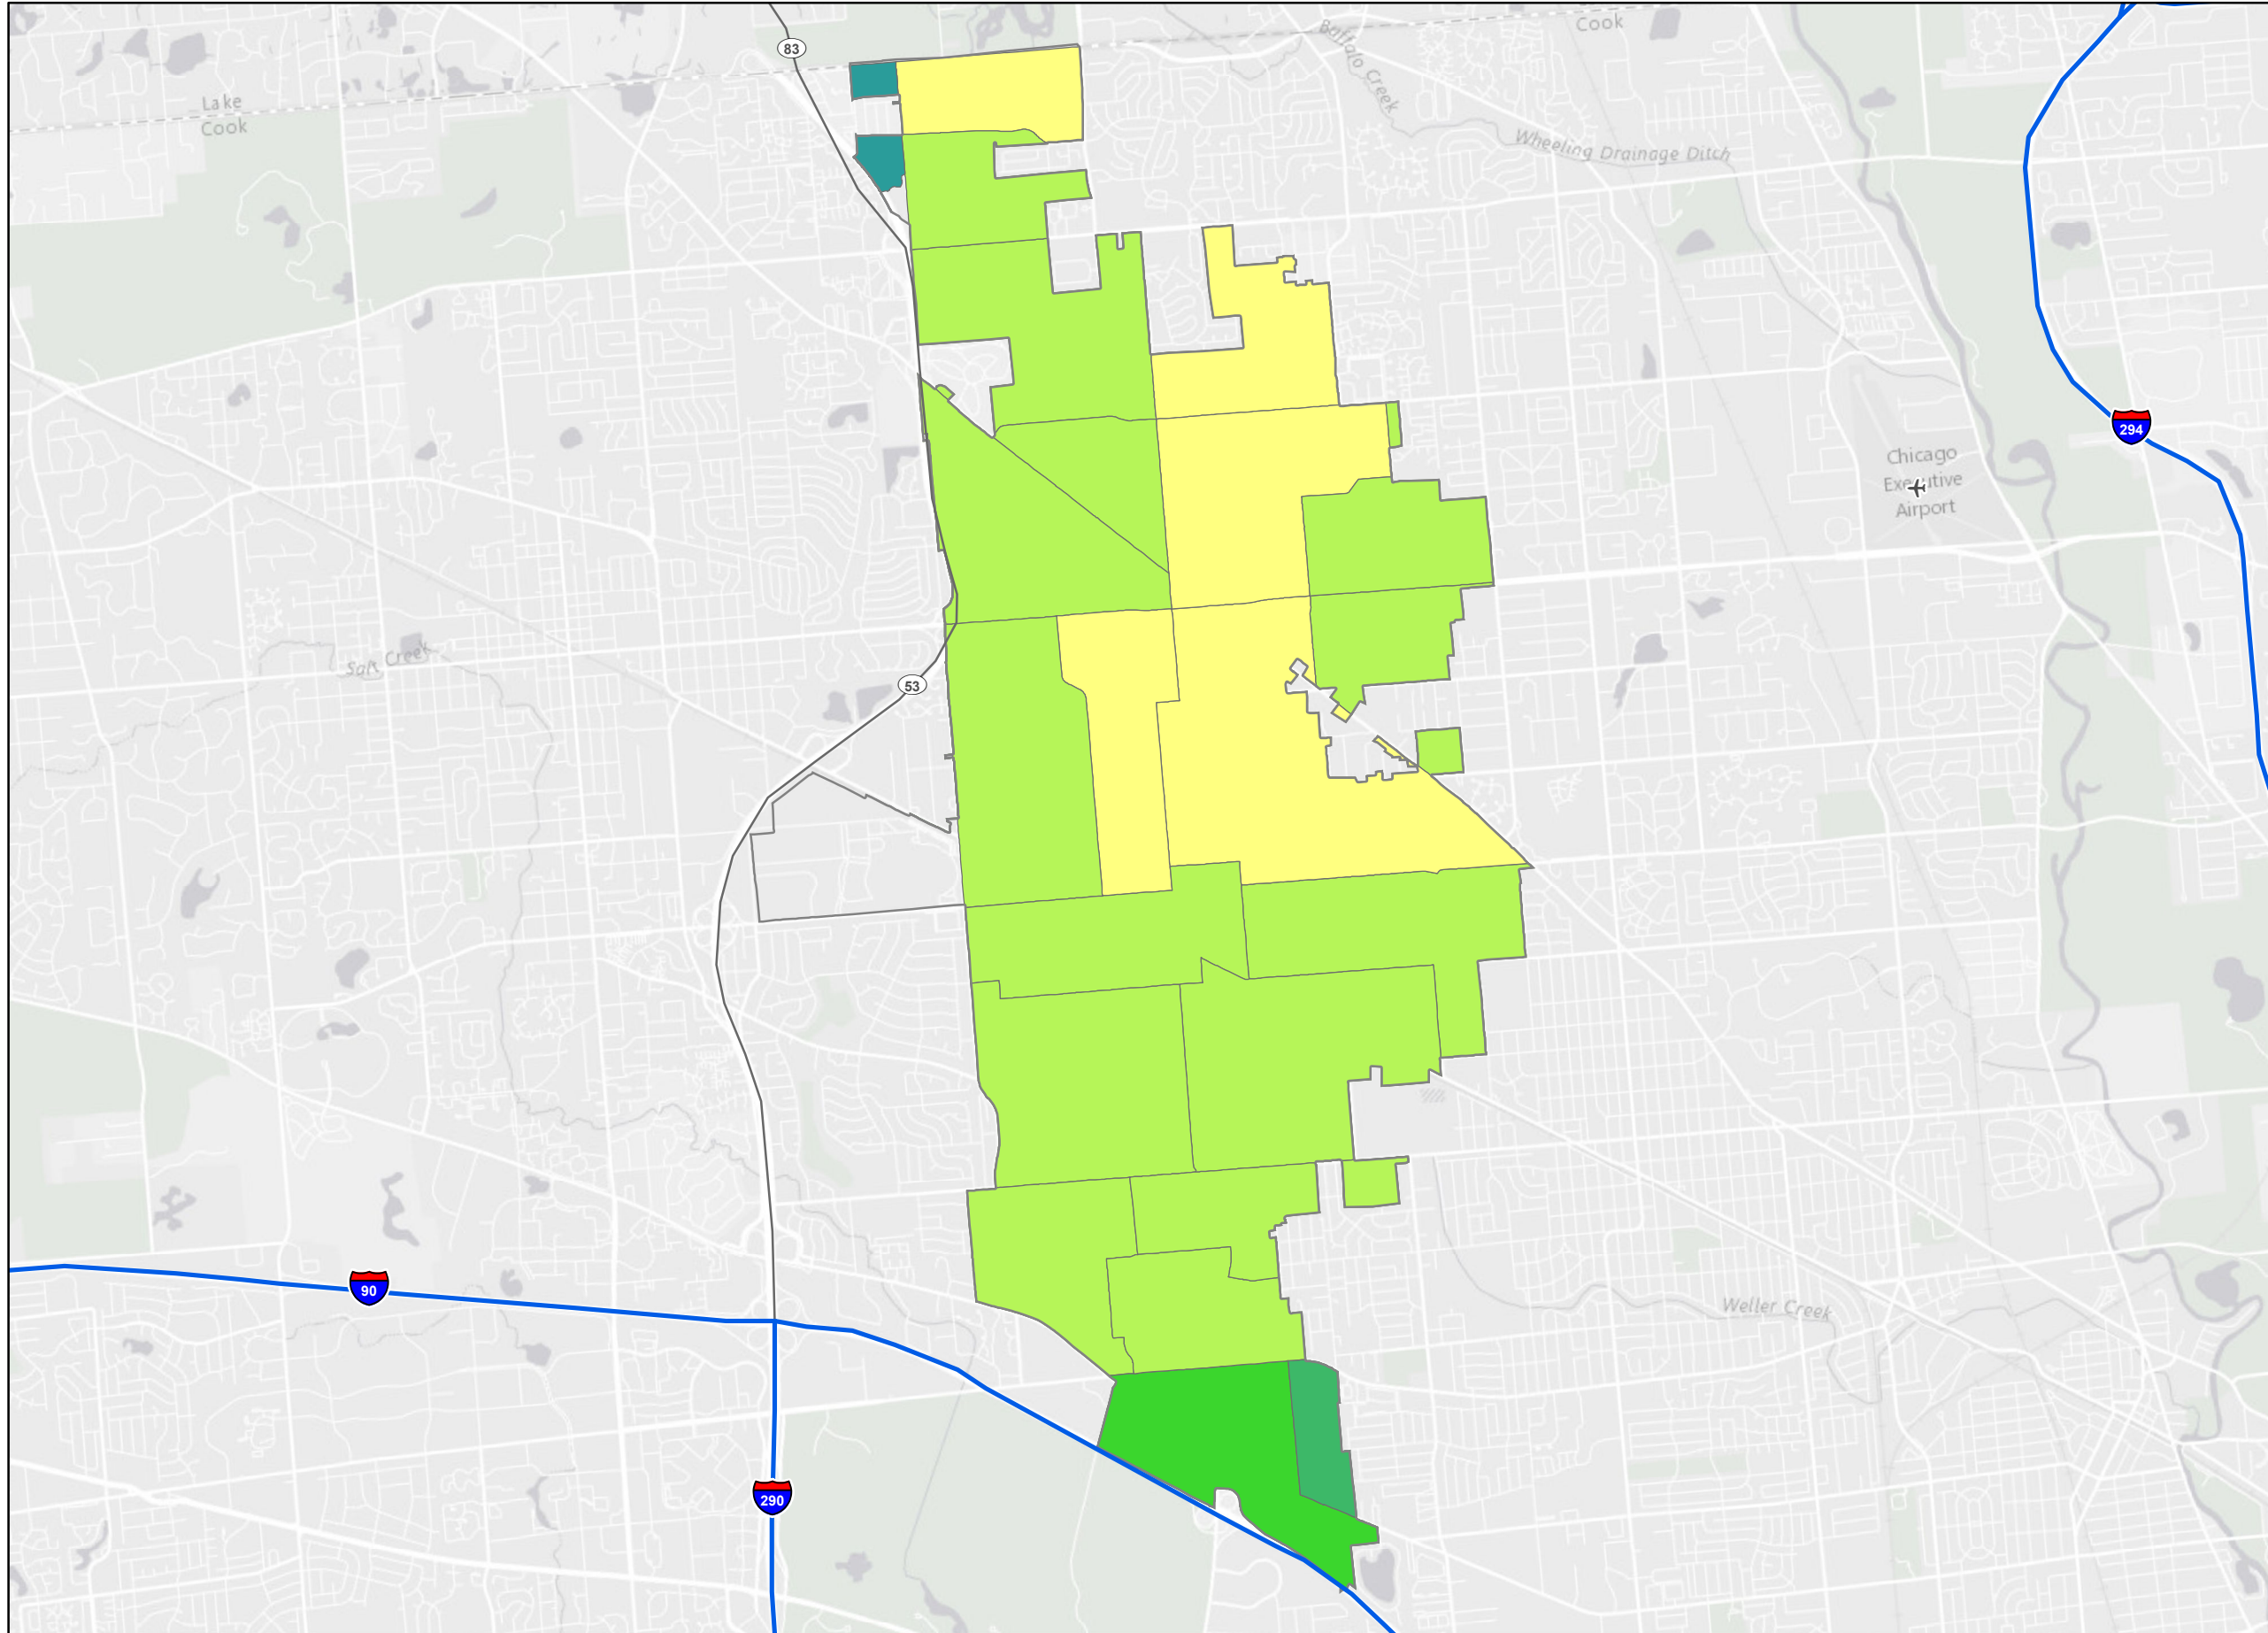 Cook
83
Buffalo Creek
Lake
Cook
Wheeling Drainage Ditch
294
Chicago
Executive
Airport
Salt Creek
53
90
Weller Creek
290